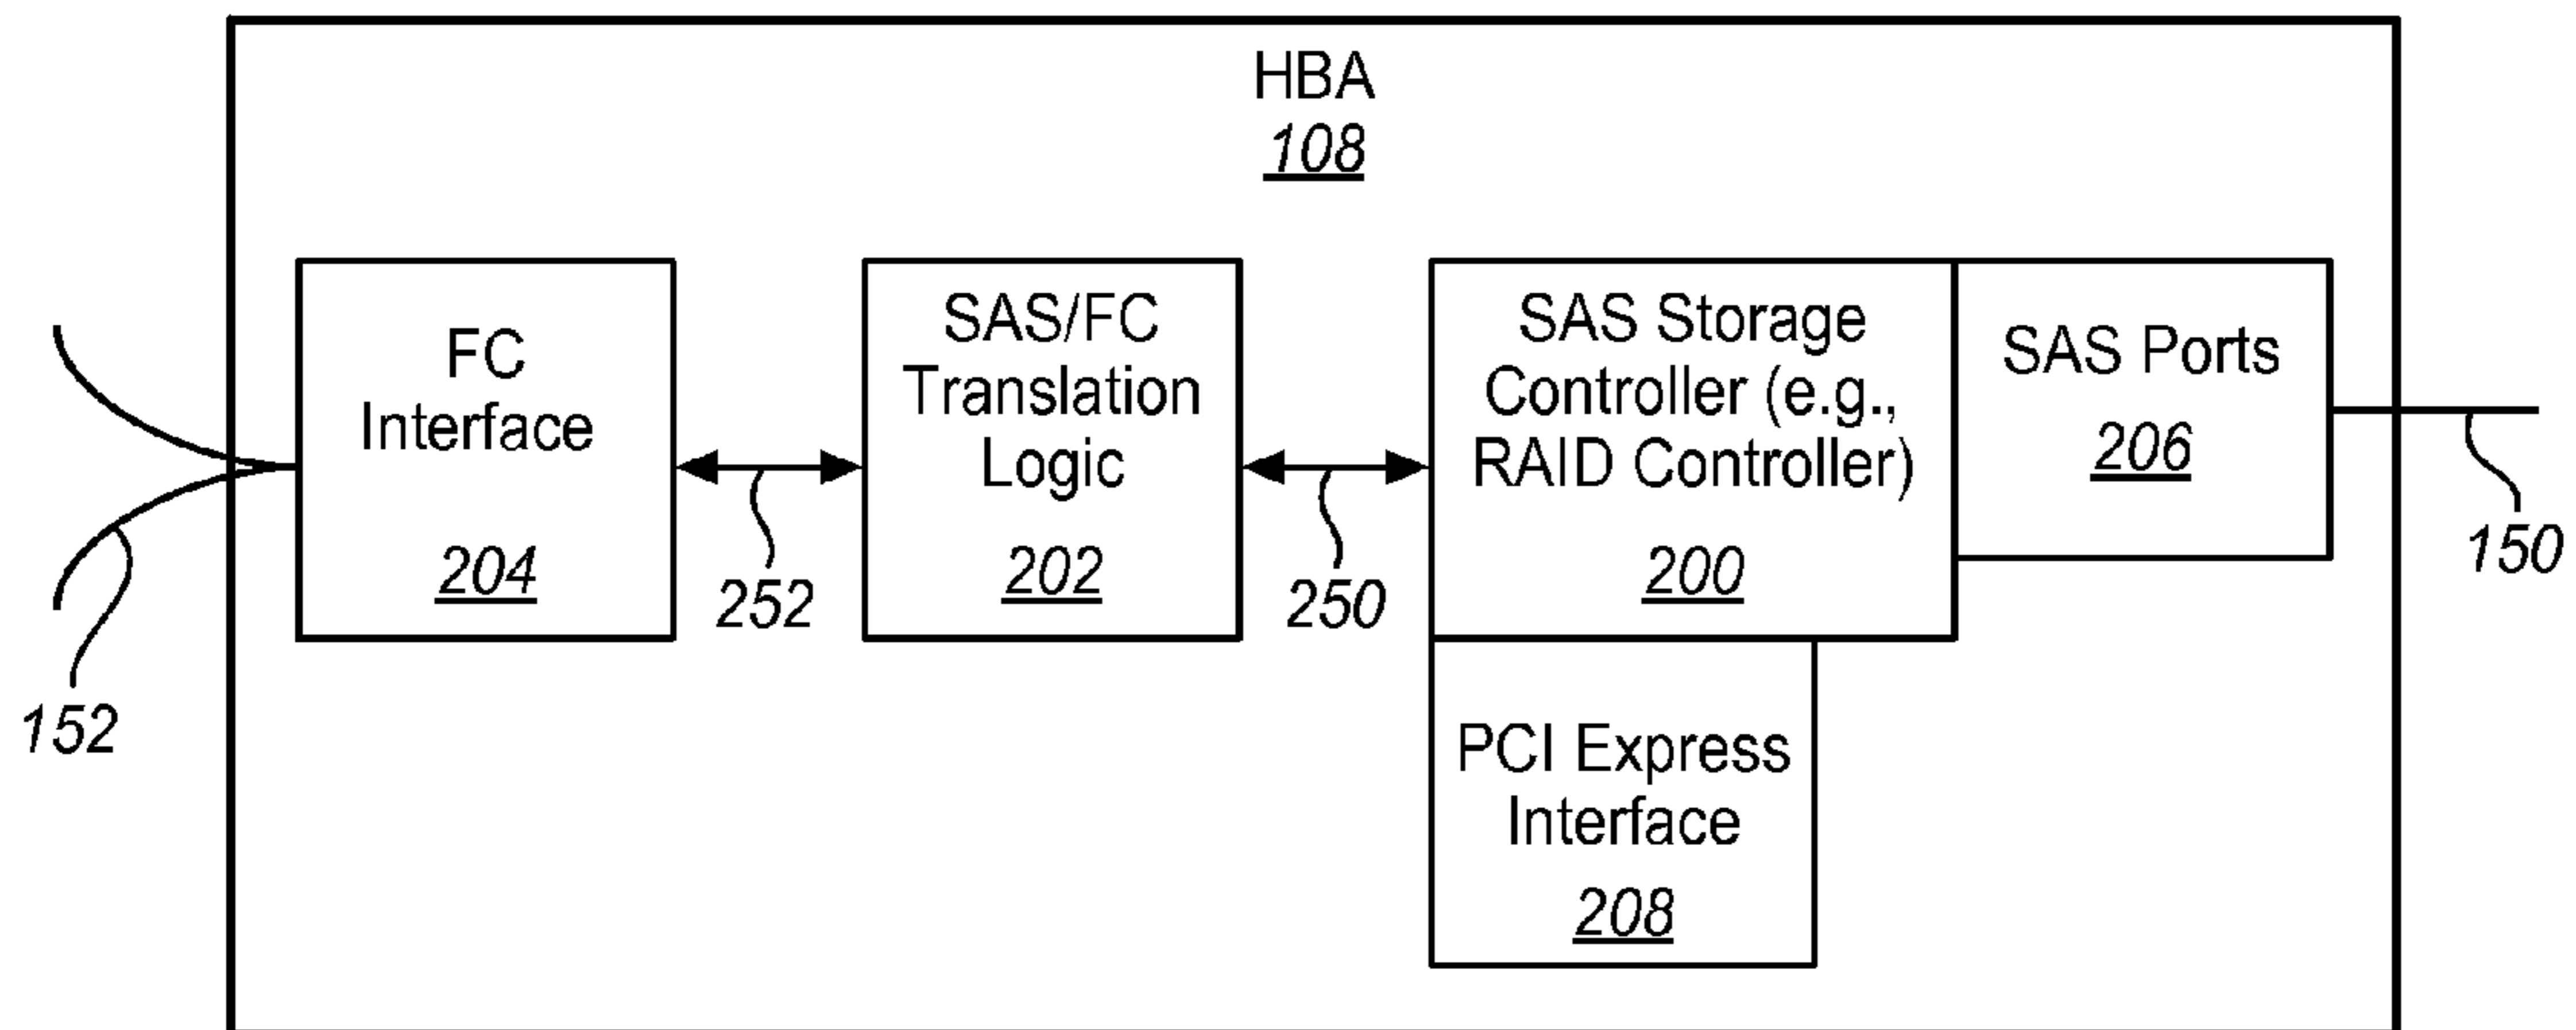 HBA
108
FC
Interface
204
SAS/FC
Translation
Logic
202
SAS Storage
Controller (e.g.,
RAID Controller)
200
SAS Ports
206
PCI Express
Interface
208
152
252
250
150